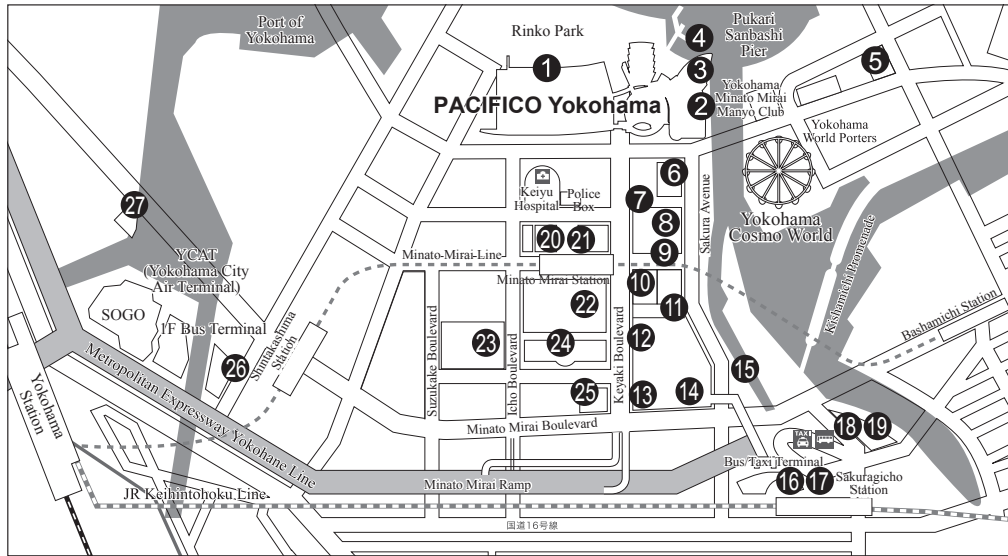 Port of
Yokohama
Rinko Park
Pukari
Sanbashi
Pier
4
1
3
5
PACIFICO Yokohama
2
Yokohama
Minato Mirai
Manyo Club
Yokohama
World Porters
6
Keiyu
Hospital
Police
Box
7
8
Sakura Avenue
Yokohama
Cosmo World
27
20
21
9
YCAT
(Yokohama City
Air Terminal)
Minato-Mirai-Line
Minato Mirai Station
10
11
22
Kishamichi Promenade
Bashamichi Station
SOGO
1F Bus Terminal
Shintakashima
Station
Suzukake Boulevard
23
Icho Boulevard
24
Keyaki Boulevard
12
26
15
Metropolitan Expressway Yokohane Line
Yokohama
Station
25
13
14
Minato Mirai Boulevard
18
19
TAXI
Bus/Taxi Terminal
16
17
Sakuragicho
Station
Minato Mirai Ramp
JR Keihintohoku Line
国道16号線